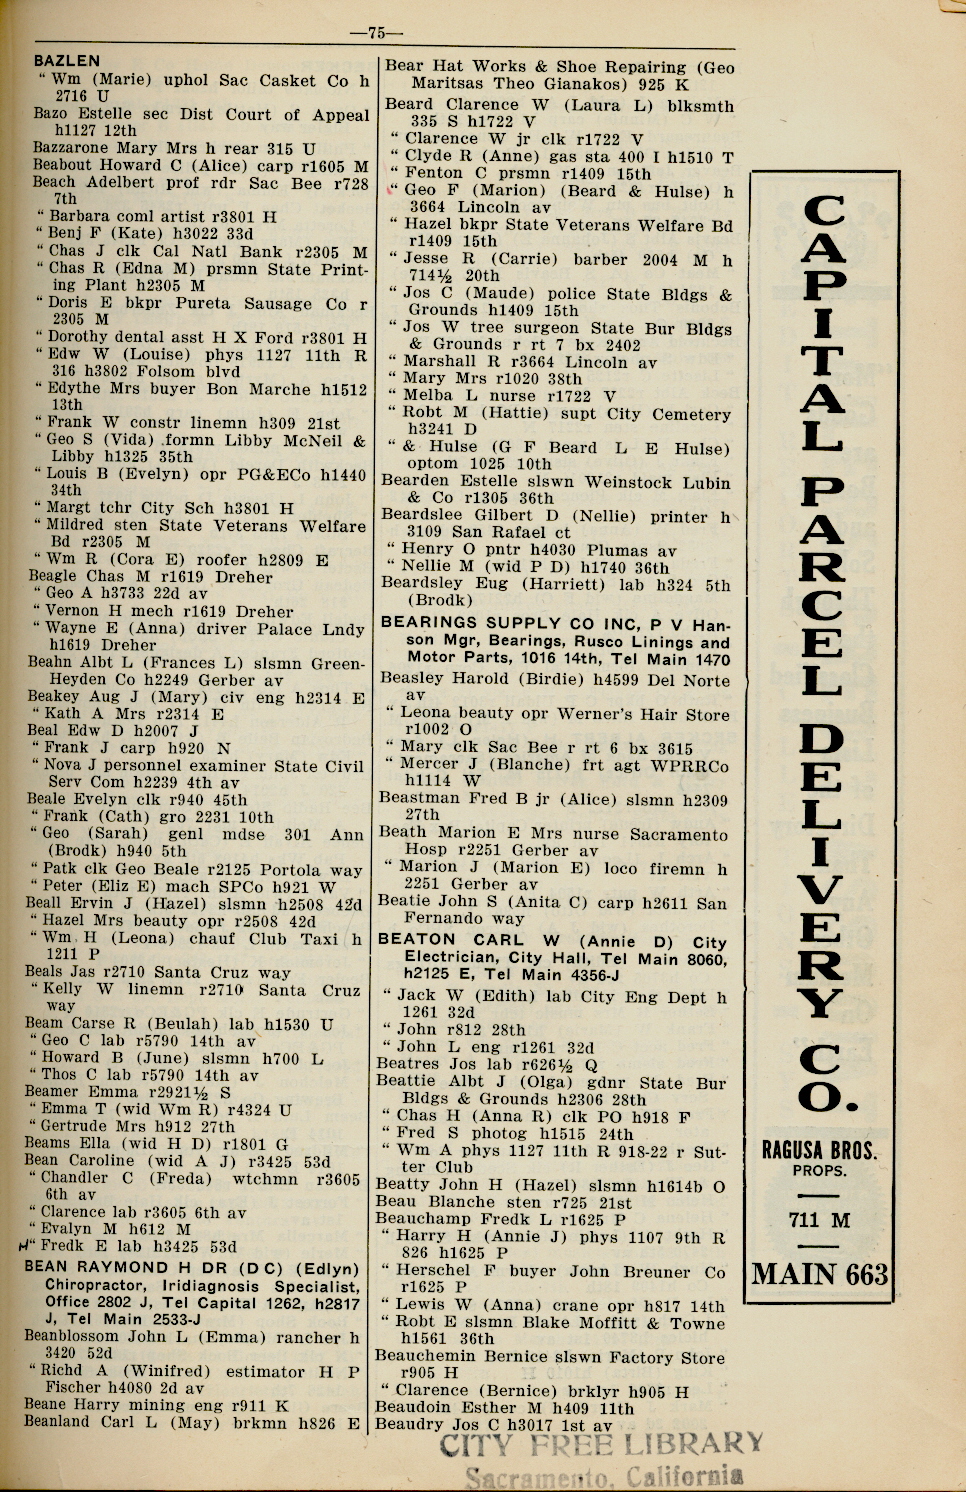 —75—
BAZLEN
" Wm (Marie) uphol Sac Casket Co h
2716 U
Bazo Estelle sec Dist Court of Appeal
h1127 12th
Bazzarone Mary Mrs h rear 315 U
Beabout Howard C (Alice) carp r1605 M
Beach Adelbert prof rdr Sac Bee r728
7th
" Barbara coml artist r3801 H
" Benj F (Kate) h3022 33d
" Chas J clk Cal Natl Bank r2305 M
" Chas R (Edna M) prsmn State Print-
ing Plant h2305 M
" Doris E bkpr Pureta Sausage Co r
2305 M
" Dorothy dental asst H X Ford r3801 H
" Edw W (Louise) phys 1127 11th R
316 h3802 Folsom blvd
" Edythe Mrs buyer Bon Marche h1512
13th
" Frank W constr linemn h309 21st
" Geo S (Vida) formn Libby McNeil &
Libby h1325 35th
" Louis B (Evelyn) opr PG&ECo h1440
34th
" Margt tchr City Sch h3801 H
" Mildred sten State Veterans Welfare
Bd r2305 M
" Wm R (Cora E) roofer h2809 E
Beagle Chas M r1619 Dreher
" Geo A h3733 22d av
" Vernon H mech r1619 Dreher
" Wayne E (Anna) driver Palace Lndy
h1619 Dreher
Beahn Albt L (Frances L) slsmn Green-
Heyden Co h2249 Gerber av
Beakey Aug J (Mary) civ eng h2314 E
" Kath A Mrs r2314 E
Beal Edw D h2007 J
" Frank J carp h920 N
" Nova J personnel examiner State Civil
Serv Com h2239 4th av
Beale Evelyn clk r940 45th
" Frank (Cath) gro 2231 10th
" Geo (Sarah) genl mdse 301 Ann
(Brodk) h940 5th
" Patk clk Geo Beale r2125 Portola way
" Peter (Eliz E) mach SPCo h921 W
Beall Ervin J (Hazel) slsmn h2508 42d
" Hazel Mrs beauty opr r2508 42d
" Wm H (Leona) chauf Club Taxi h
1211 P
Beals Jas r2710 Santa Cruz way
" Kelly W linemn r2710 Santa Cruz
way
Beam Carse R (Beulah) lab h1530 U
" Geo C lab r5790 14th av
" Howard B (June) slsmn h700 L
" Thos C lab r5790 14th av
Beamer Emma r2921½ S
" Emma T (wid Wm R) r4324 U
" Gertrude Mrs h912 27th
Beams Ella (wid H D) r1801 G
Bean Caroline (wid A J) r3425 53d
" Chandler C (Freda) wtchmn r3605
6th av
" Clarence lab r3605 6th av
" Evalyn M h612 M
" Fredk E lab h3425 53d
BEAN RAYMOND H DR (D C) (Edlyn)
Chiropractor, Iridiagnosis Specialist,
Office 2802 J, Tel Capital 1262, h2817
J, Tel Main 2533-J
Beanblossom John L (Emma) rancher h
3420 52d
" Richd A (Winifred) estimator H P
Fischer h4080 2d av
Beane Harry mining eng r911 K
Beanland Carl L (May) brkmn h826 E
Bear Hat Works & Shoe Repairing (Geo
Maritsas Theo Gianakos) 925 K
Beard Clarence W (Laura L) blksmth
335 S h1722 V
" Clarence W jr clk r1722 V
" Clyde R (Anne) gas sta 400 I h1510 T
" Fenton C prsmn r1409 15th
" Geo F (Marion) (Beard & Hulse) h
3664 Lincoln av
" Hazel bkpr State Veterans Welfare Bd
r1409 15th
" Jesse R (Carrie) barber 2004 M h
714½ 20th
" Jos C (Maude) police State Bldgs &
Grounds h1409 15th
" Jos W tree surgeon State Bur Bldgs
& Grounds r rt 7 bx 2402
" Marshall R r3664 Lincoln av
" Mary Mrs r1020 38th
" Melba L nurse r1722 V
" Robt M (Hattie) supt City Cemetery
h3241 D
" & Hulse (G F Beard L E Hulse)
optom 1025 10th
Bearden Estelle slswn Weinstock Lubin
& Co r1305 36th
Beardslee Gilbert D (Nellie) printer h
3109 San Rafael ct
" Henry O pntr h4030 Plumas av
" Nellie M (wid P D) h1740 36th
Beardsley Eug (Harriett) lab h324 5th
(Brodk)
BEARINGS SUPPLY CO INC, P V Han-
son Mgr, Bearings, Rusco Linings and
Motor Parts, 1016 14th, Tel Main 1470
Beasley Harold (Birdie) h4599 Del Norte
av
" Leona beauty opr Werner's Hair Store
r1002 O
" Mary clk Sac Bee r rt 6 bx 3615
" Mercer J (Blanche) frt agt WPRRCo
h1114 W
Beastman Fred B jr (Alice) slsmn h2309
27th
Beath Marion E Mrs nurse Sacramento
Hosp r2251 Gerber av
" Marion J (Marion E) loco firemn h
2251 Gerber av
Beatie John S (Anita C) carp h2611 San
Fernando way
BEATON CARL W (Annie D) City
Electrician, City Hall, Tel Main 8060,
h2125 E, Tel Main 4356-J
" Jack W (Edith) lab City Eng Dept h
1261 32d
" John r812 28th
" John L eng r1261 32d
Beatres Jos lab r626½ Q
Beattie Albt J (Olga) gdnr State Bur
Bldgs & Grounds h2306 28th
" Chas H (Anna R) clk PO h918 F
" Fred S photog h1515 24th
" Wm A phys 1127 11th R 918-22 r Sut-
ter Club
Beatty John H (Hazel) slsmn h1614b O
Beau Blanche sten r725 21st
Beauchamp Fredk L r1625 P
" Harry H (Annie J) phys 1107 9th R
826 h1625 P
" Herschel F buyer John Breuner Co
r1625 P
" Lewis W (Anna) crane opr h817 14th
" Robt E slsmn Blake Moffitt & Towne
h1561 36th
Beauchemin Bernice slswn Factory Store
r905 H
" Clarence (Bernice) brklyr h905 H
Beaudoin Esther M h409 11th
Beaudry Jos C h3017 1st av
CAPITAL PARCEL DELIVERY CO.
RAGUSA BROS.
PROPS.
711 M
MAIN 663
CITY FREE LIBRARY
Sacramento, California